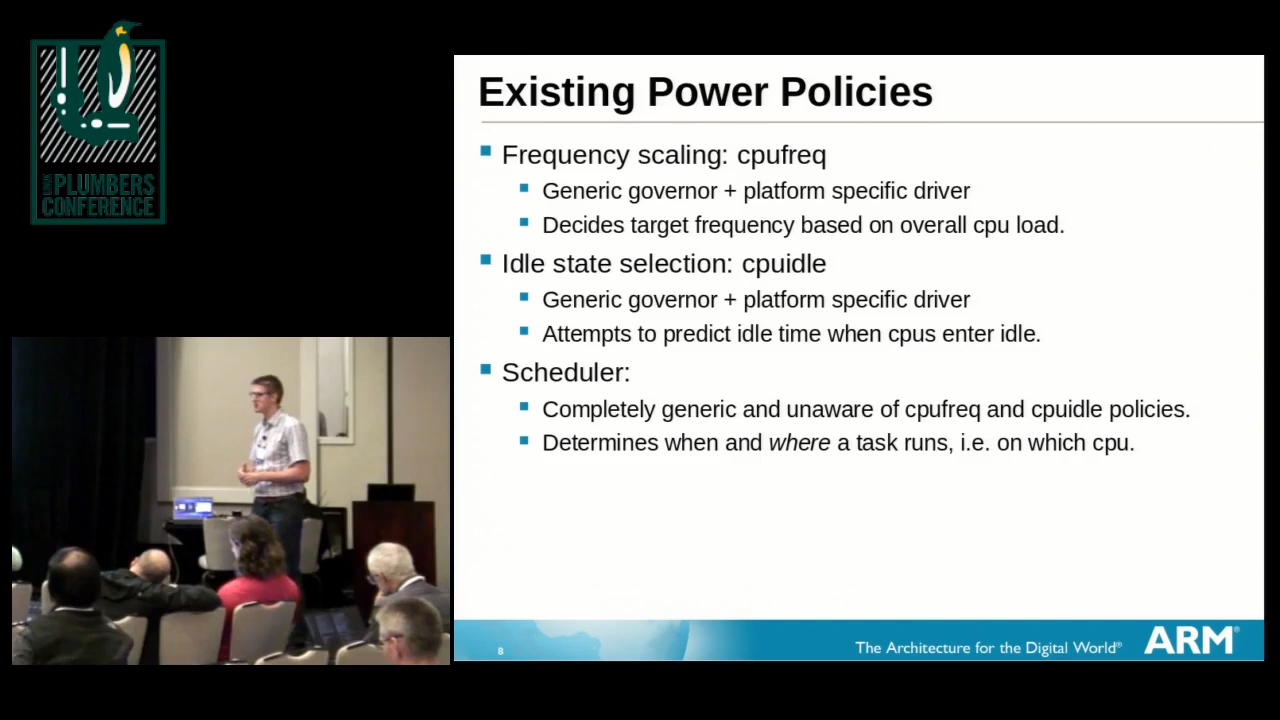 LINUX PLUMBERS
CONFERENCE
Existing Power Policies
Frequency scaling: cpufreq
Generic governor + platform specific driver
Decides target frequency based on overall cpu load.
Idle state selection: cpuidle
Generic governor + platform specific driver
Attempts to predict idle time when cpus enter idle.
Scheduler:
Completely generic and unaware of cpufreq and cpuidle policies.
Determines when and where a task runs, i.e. on which cpu.
8
The Architecture for the Digital World®
ARM®